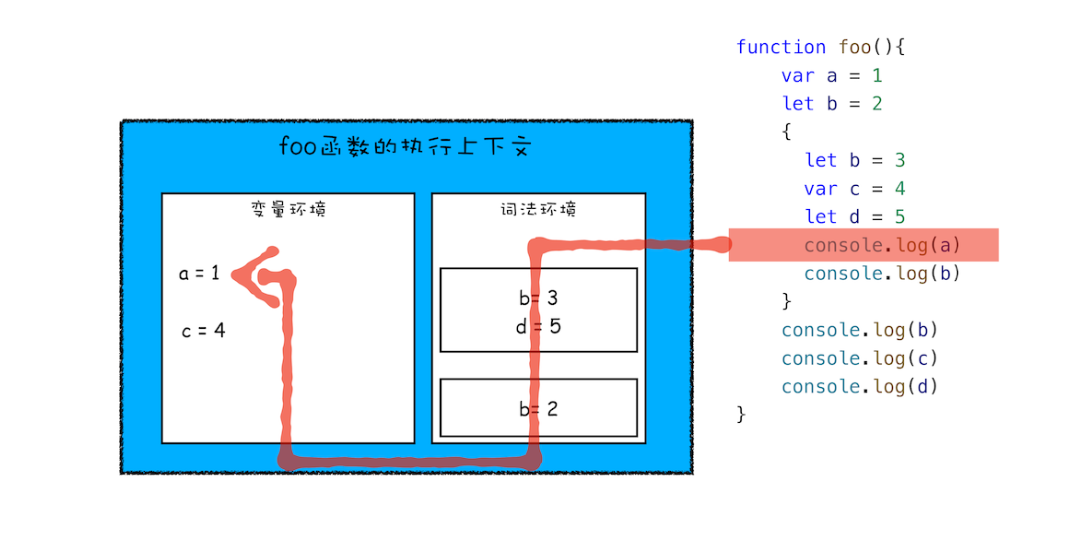 foo函数的执行上下文
变量环境
a = 1
c = 4
词法环境
b= 3
d = 5
b= 2
function foo(){
    var a = 1
    let b = 2
    {
      let b = 3
      var c = 4
      let d = 5
      console.log(a)
      console.log(b)
    }
    console.log(b)
    console.log(c)
    console.log(d)
}